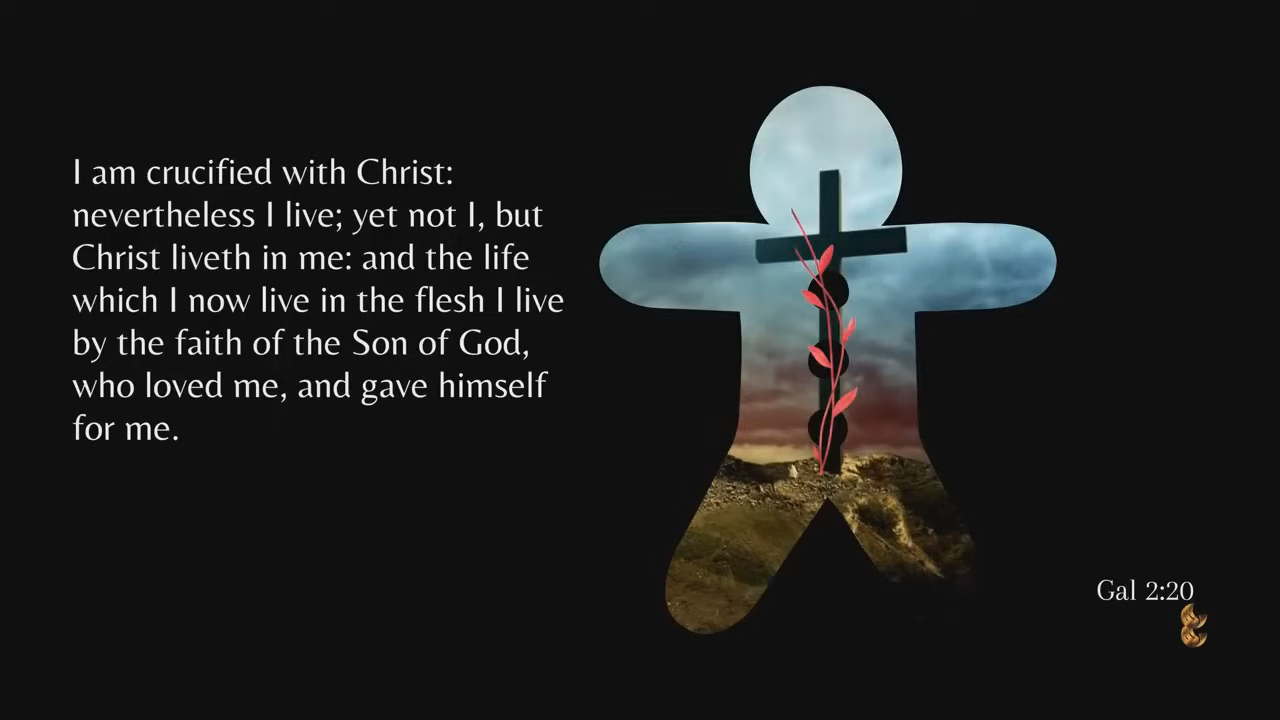 I am crucified with Christ:
nevertheless I live; yet not I, but
Christ liveth in me: and the life
which I now live in the flesh I live
by the faith of the Son of God,
who loved me, and gave himself
for me.
Gal 2:20